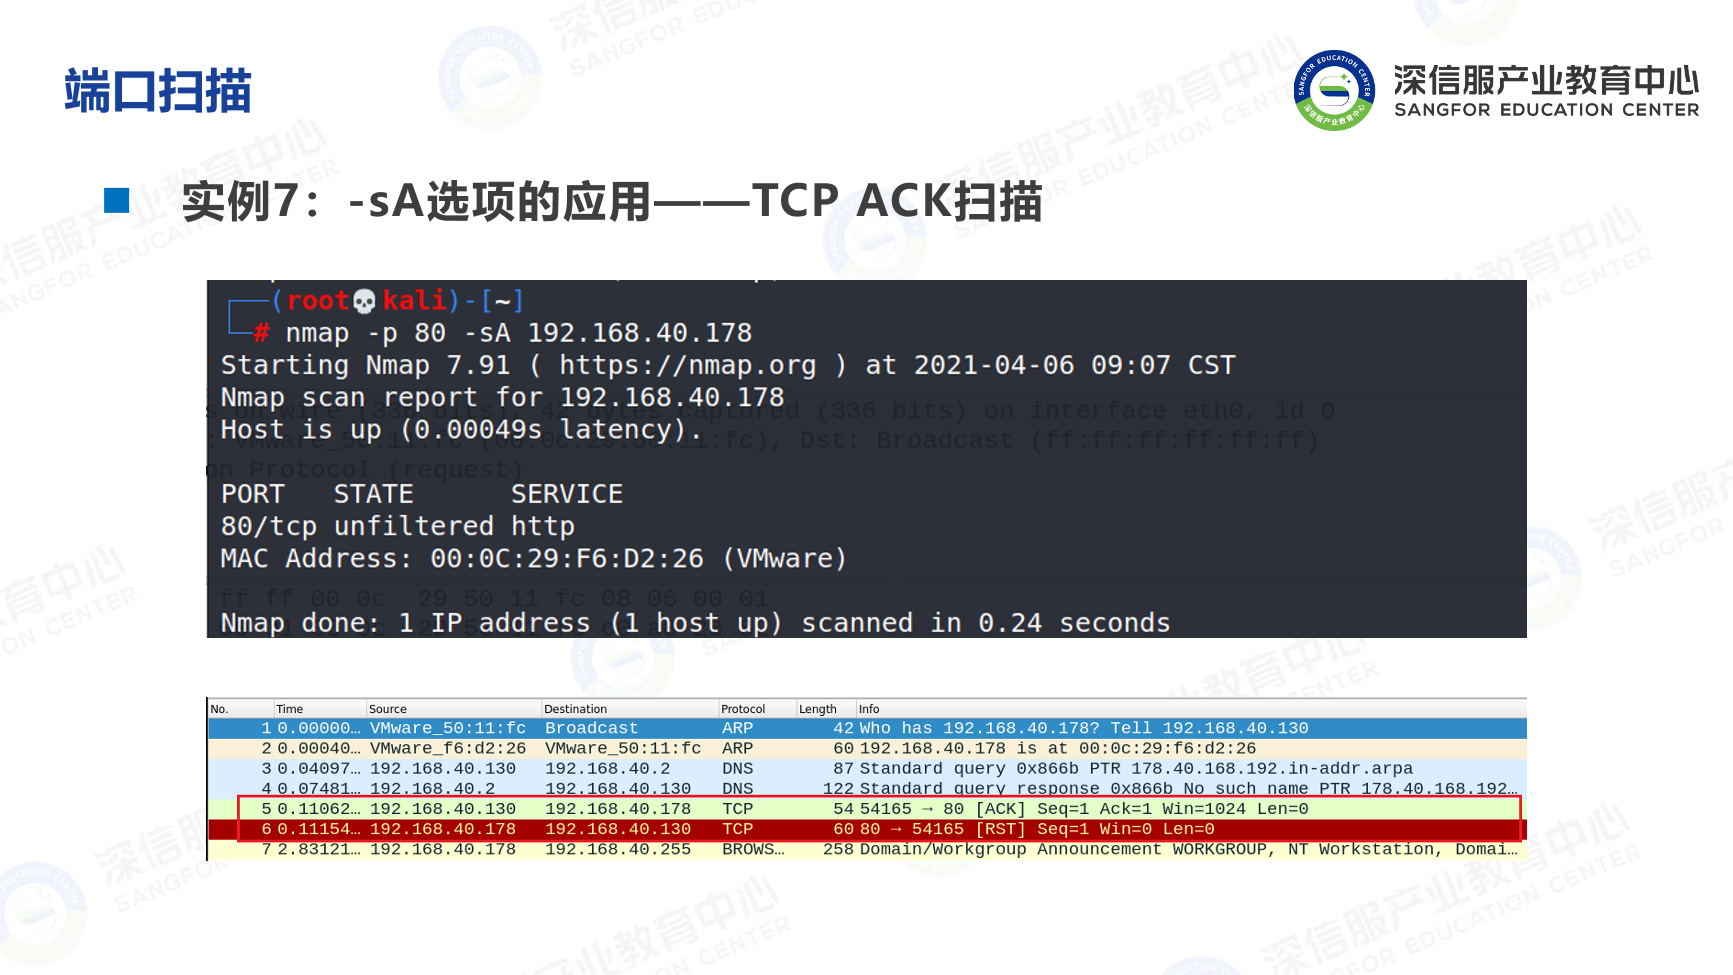 端口扫描
深信服产业教育中心
SANGFOR EDUCATION CENTER
实例7：-sA选项的应用——TCP ACK扫描
(root💀kali)-[~]
# nmap -p 80 -sA 192.168.40.178
Starting Nmap 7.91 ( https://nmap.org ) at 2021-04-06 09:07 CST
Nmap scan report for 192.168.40.178
Host is up (0.00049s latency).
PORT   STATE      SERVICE
80/tcp unfiltered http
MAC Address: 00:0C:29:F6:D2:26 (VMware)
Nmap done: 1 IP address (1 host up) scanned in 0.24 seconds
No. Time Source Destination Protocol Length Info
1 0.00000… VMware_50:11:fc Broadcast ARP 42 Who has 192.168.40.178? Tell 192.168.40.130
2 0.00040… VMware_f6:d2:26 VMware_50:11:fc ARP 60 192.168.40.178 is at 00:0c:29:f6:d2:26
3 0.04097… 192.168.40.130 192.168.40.2 DNS 87 Standard query 0x866b PTR 178.40.168.192.in-addr.arpa
4 0.07481… 192.168.40.2 192.168.40.130 DNS 122 Standard query response 0x866b No such name PTR 178.40.168.192…
5 0.11062… 192.168.40.130 192.168.40.178 TCP 54 54165 → 80 [ACK] Seq=1 Ack=1 Win=1024 Len=0
6 0.11154… 192.168.40.178 192.168.40.130 TCP 60 80 → 54165 [RST] Seq=1 Win=0 Len=0
7 2.83121… 192.168.40.178 192.168.40.255 BROWS… 258 Domain/Workgroup Announcement WORKGROUP, NT Workstation, Domai…